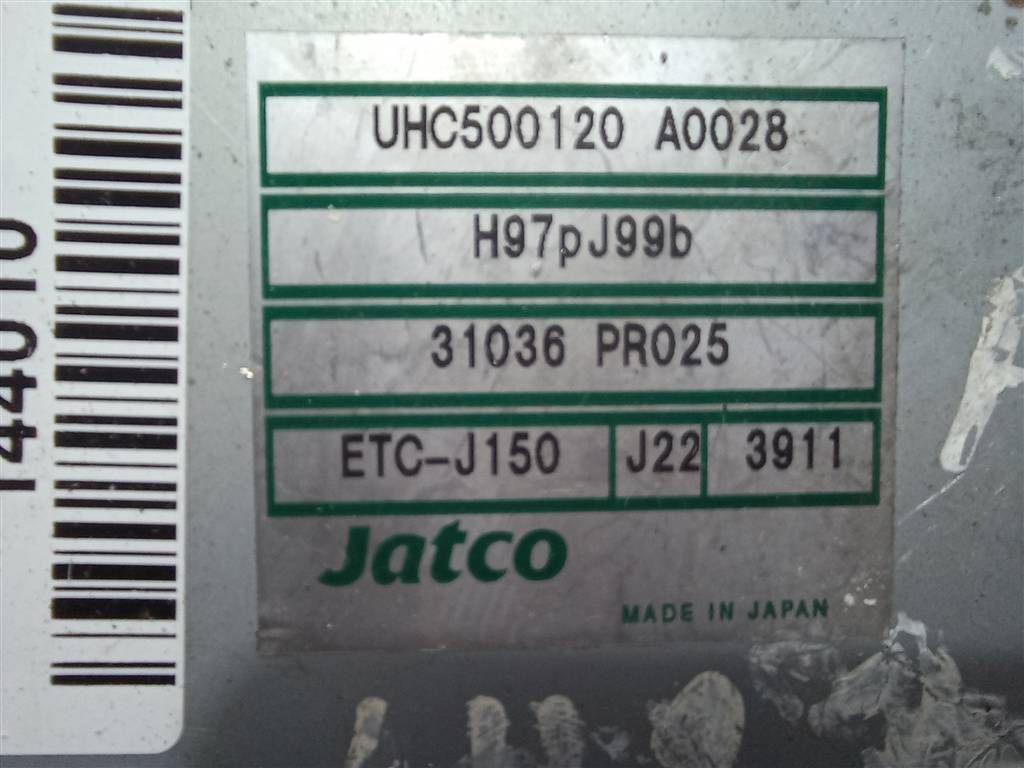 UHC500120 A0028
H97pJ99b
31036 PR025
ETC-J150 J22 3911
Jatco
MADE IN JAPAN